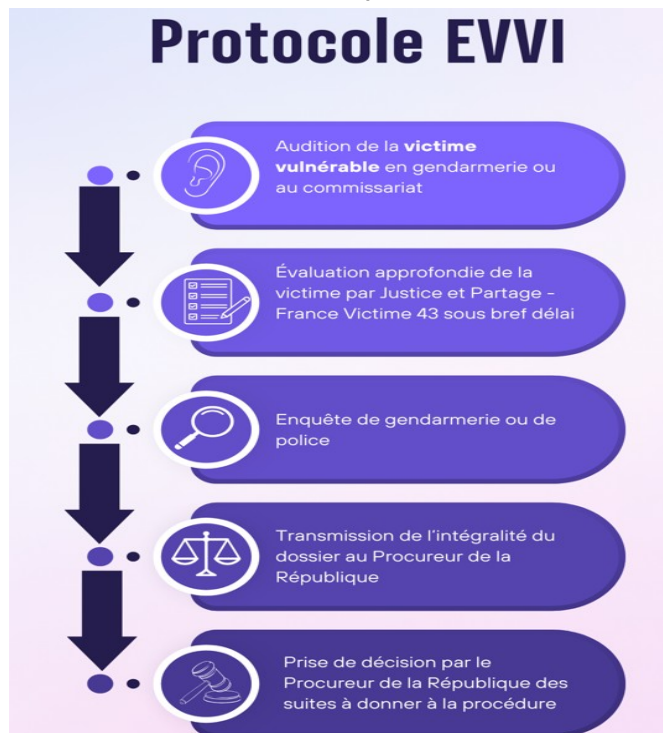 Protocole EVVI
Audition de la victime
vulnérable en gendarmerie ou
au commissariat
Évaluation approfondie de la
victime par Justice et Partage -
France Victime 43 sous bref délai
Enquête de gendarmerie ou de
police
Transmission de l'intégralité du
dossier au Procureur de la
République
Prise de décision par le
Procureur de la République des
suites à donner à la procédure